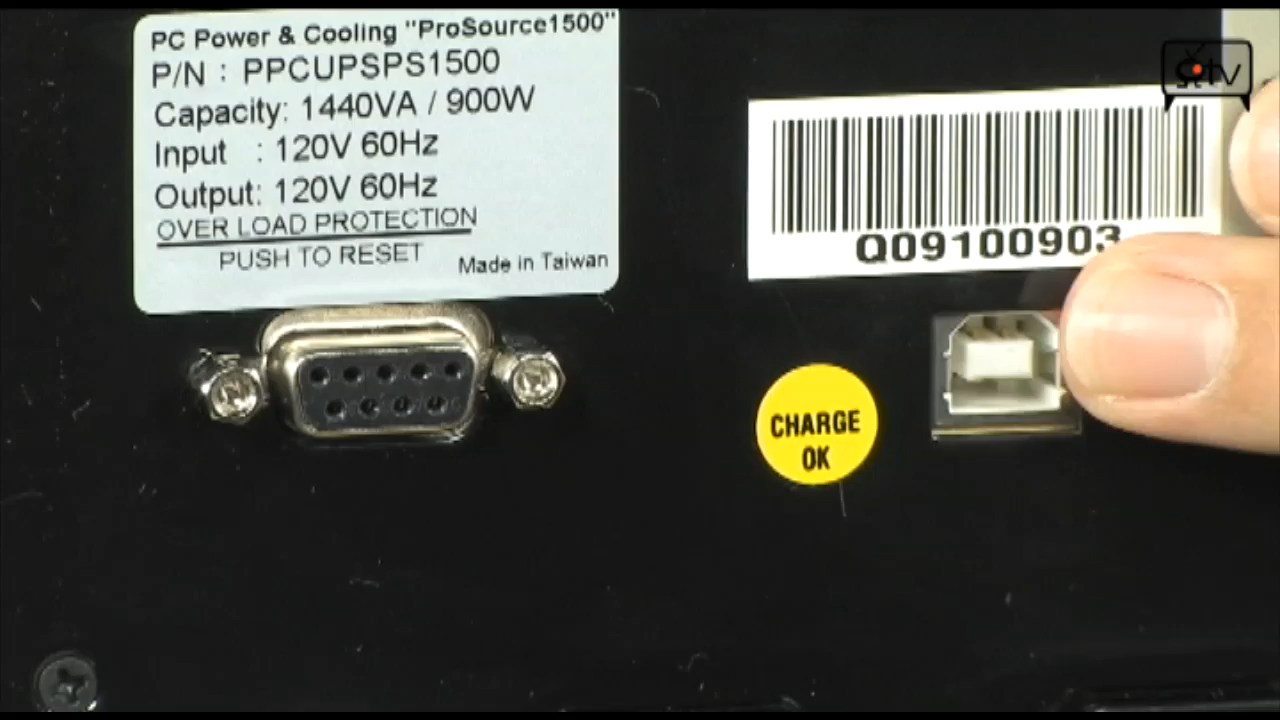 PC Power & Cooling "ProSource1500"
P/N : PPCUPSPS1500
Capacity: 1440VA / 900W
Input : 120V 60Hz
Output: 120V 60Hz
OVER LOAD PROTECTION
PUSH TO RESET
Made in Taiwan
Q09100903
CHARGE
OK
tv